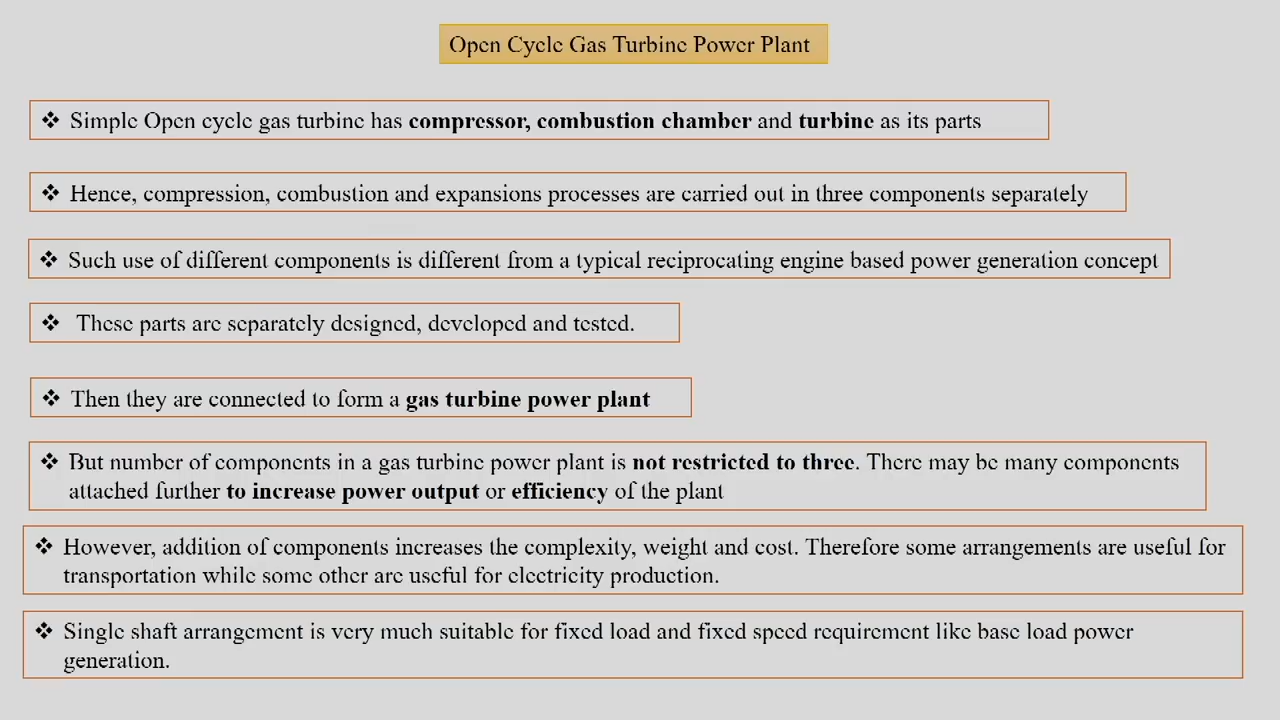 Open Cycle Gas Turbine Power Plant
❖ Simple Open cycle gas turbine has compressor, combustion chamber and turbine as its parts
❖ Hence, compression, combustion and expansions processes are carried out in three components separately
❖ Such use of different components is different from a typical reciprocating engine based power generation concept
❖ These parts are separately designed, developed and tested.
❖ Then they are connected to form a gas turbine power plant
❖ But number of components in a gas turbine power plant is not restricted to three. There may be many components
attached further to increase power output or efficiency of the plant
❖ However, addition of components increases the complexity, weight and cost. Therefore some arrangements are useful for
transportation while some other are useful for electricity production.
❖ Single shaft arrangement is very much suitable for fixed load and fixed speed requirement like base load power
generation.